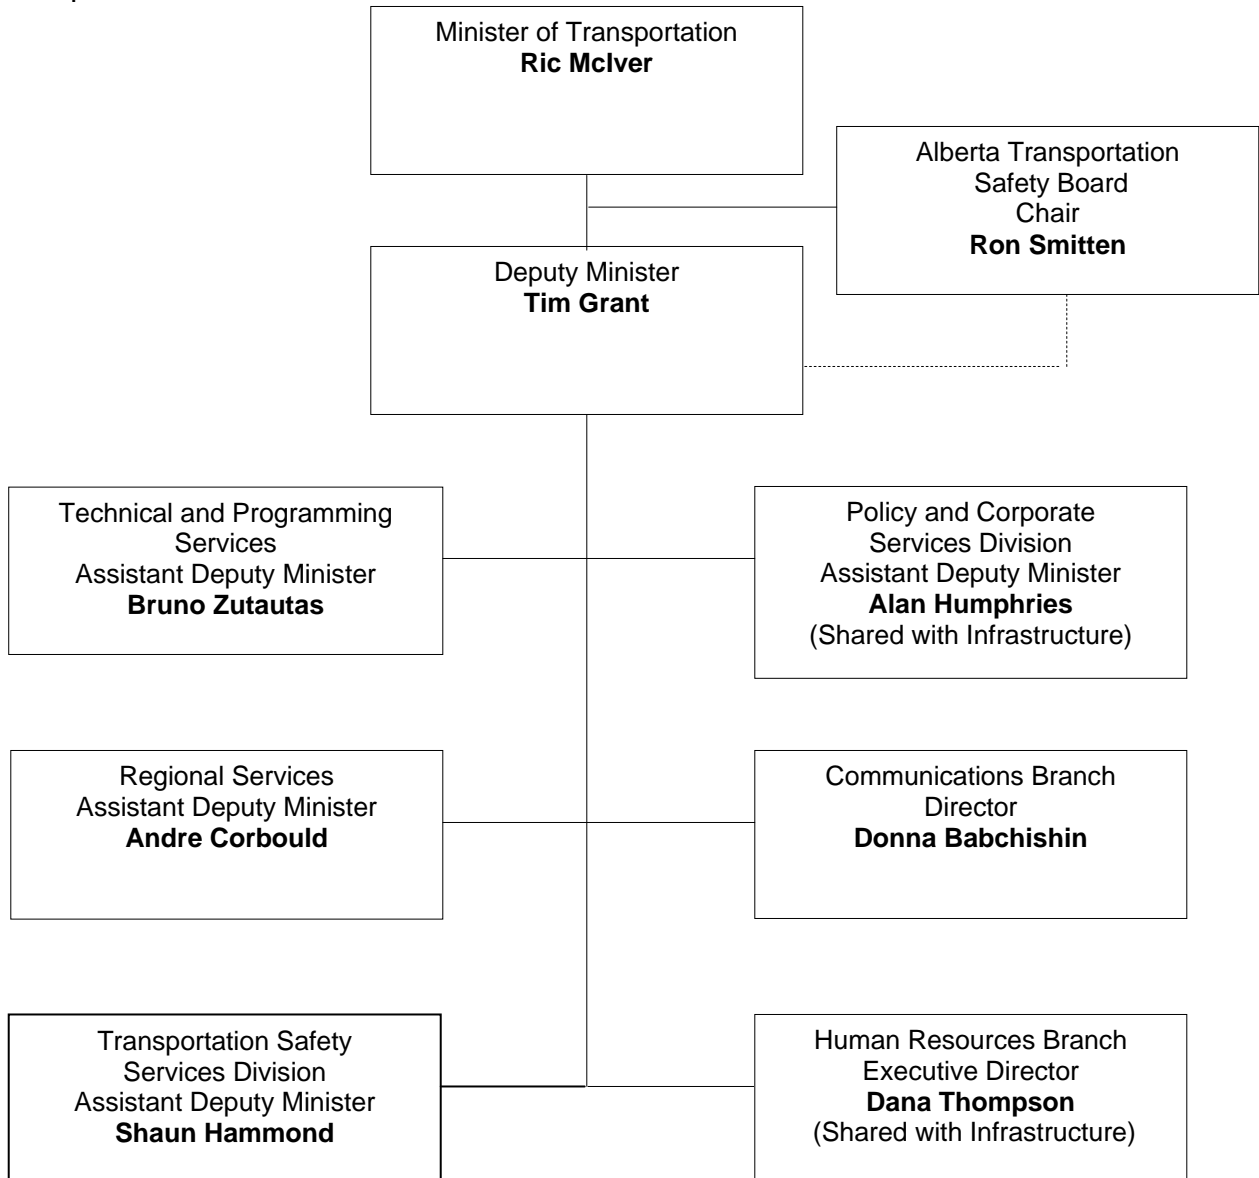 Minister of Transportation
Ric McIver
Alberta Transportation
Safety Board
Chair
Ron Smitten
Deputy Minister
Tim Grant
Technical and Programming
Services
Assistant Deputy Minister
Bruno Zutautas
Policy and Corporate
Services Division
Assistant Deputy Minister
Alan Humphries
(Shared with Infrastructure)
Regional Services
Assistant Deputy Minister
Andre Corbould
Communications Branch
Director
Donna Babchishin
Transportation Safety
Services Division
Assistant Deputy Minister
Shaun Hammond
Human Resources Branch
Executive Director
Dana Thompson
(Shared with Infrastructure)